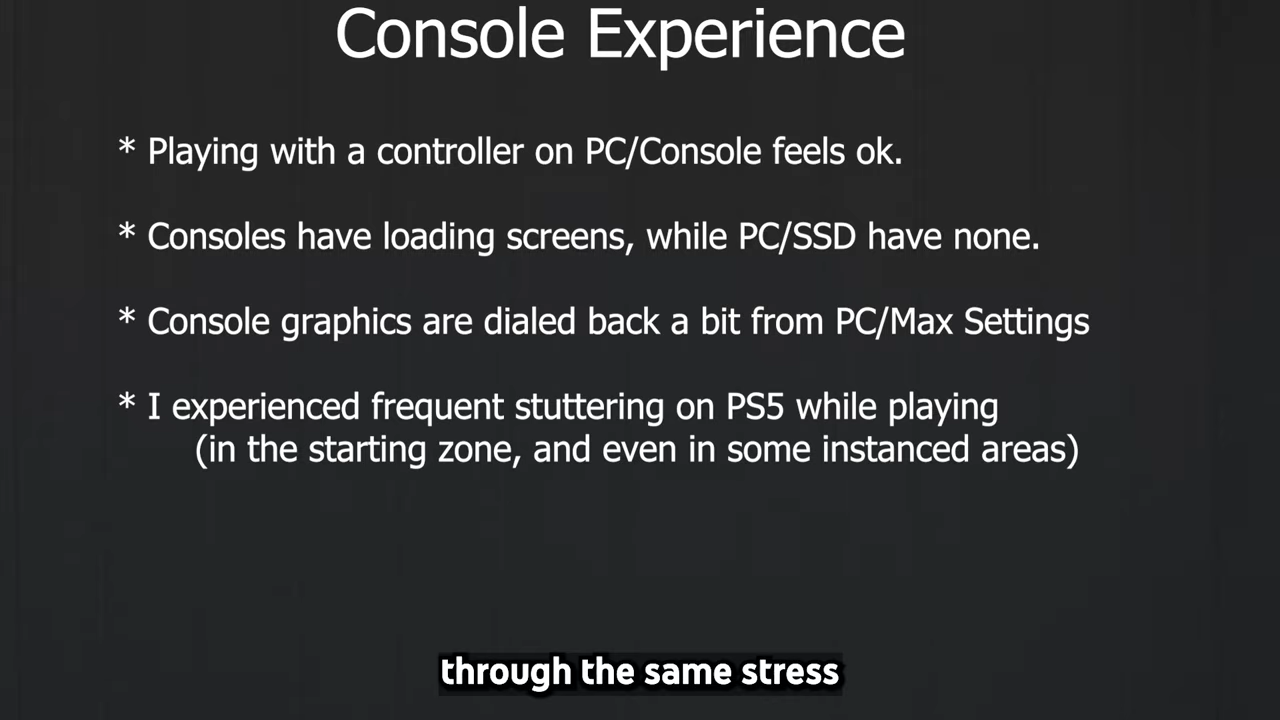 Console Experience
* Playing with a controller on PC/Console feels ok.
* Consoles have loading screens, while PC/SSD have none.
* Console graphics are dialed back a bit from PC/Max Settings
* I experienced frequent stuttering on PS5 while playing
(in the starting zone, and even in some instanced areas)
through the same stress